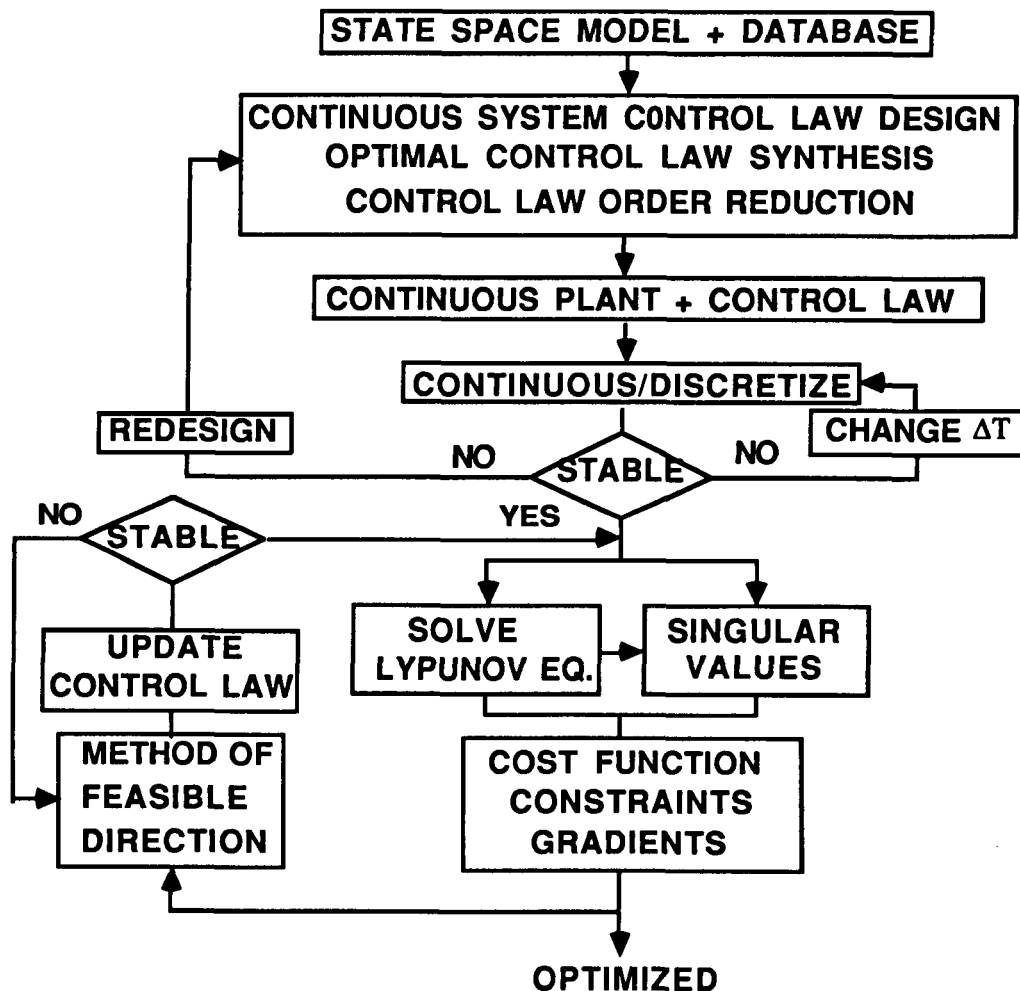 STATE SPACE MODEL + DATABASE
CONTINUOUS SYSTEM C0NTROL LAW DESIGN
OPTIMAL CONTROL LAW SYNTHESIS
CONTROL LAW ORDER REDUCTION
CONTINUOUS PLANT + CONTROL LAW
CONTINUOUS/DISCRETIZE
REDESIGN
CHANGE ΔT
NO
STABLE
NO
NO
STABLE
YES
UPDATE
CONTROL LAW
SOLVE
LYPUNOV EQ.
SINGULAR
VALUES
METHOD OF
FEASIBLE
DIRECTION
COST FUNCTION
CONSTRAINTS
GRADIENTS
OPTIMIZED